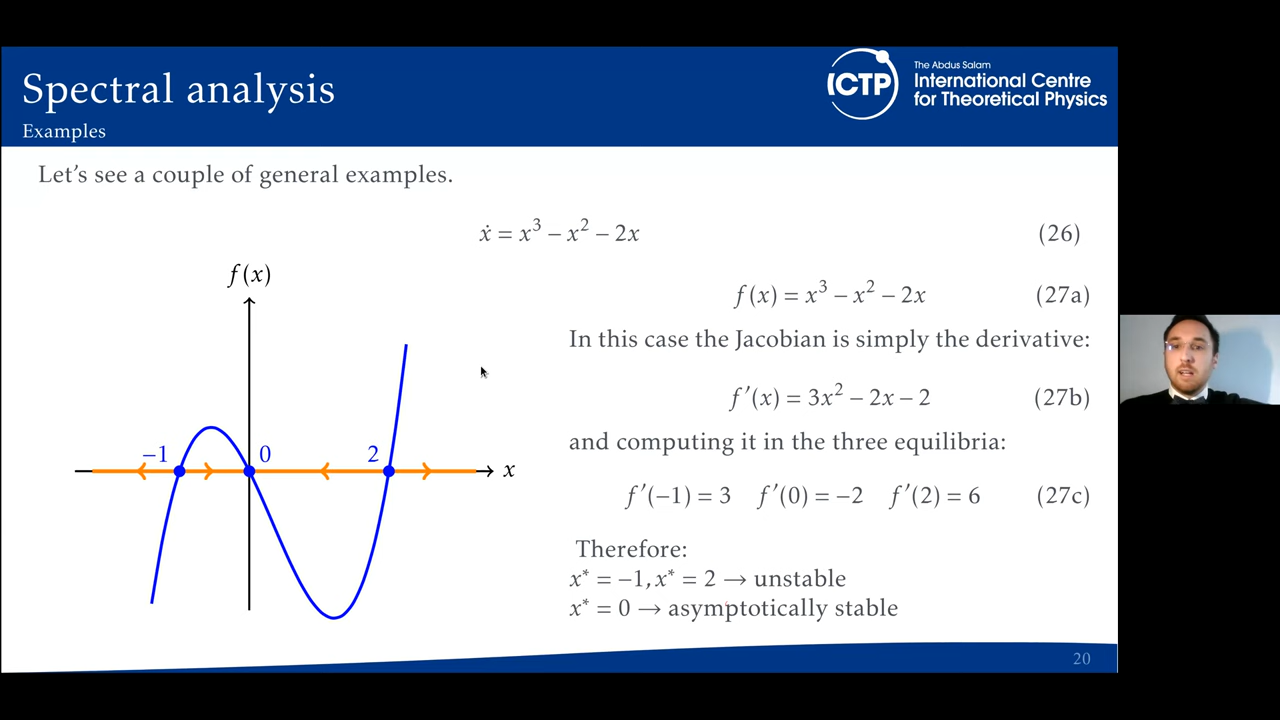 Spectral analysis
Examples
The Abdus Salam
ICTP
International Centre
for Theoretical Physics
Let's see a couple of general examples.
ẋ = x³ − x² − 2x (26)
f(x)
−1
0
2
x
f(x) = x³ − x² − 2x (27a)
In this case the Jacobian is simply the derivative:
f′(x) = 3x² − 2x − 2 (27b)
and computing it in the three equilibria:
f′(−1) = 3 f′(0) = −2 f′(2) = 6 (27c)
Therefore:
x* = −1, x* = 2 → unstable
x* = 0 → asymptotically stable
20